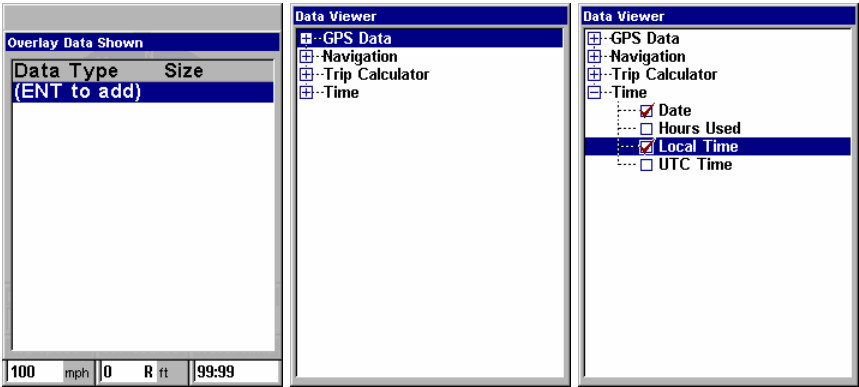 Overlay Data Shown
Data Type Size
(ENT to add)
100 mph 0 R ft 99:99
Data Viewer
GPS Data
Navigation
Trip Calculator
Time
Data Viewer
GPS Data
Navigation
Trip Calculator
Time
Date
Hours Used
Local Time
UTC Time